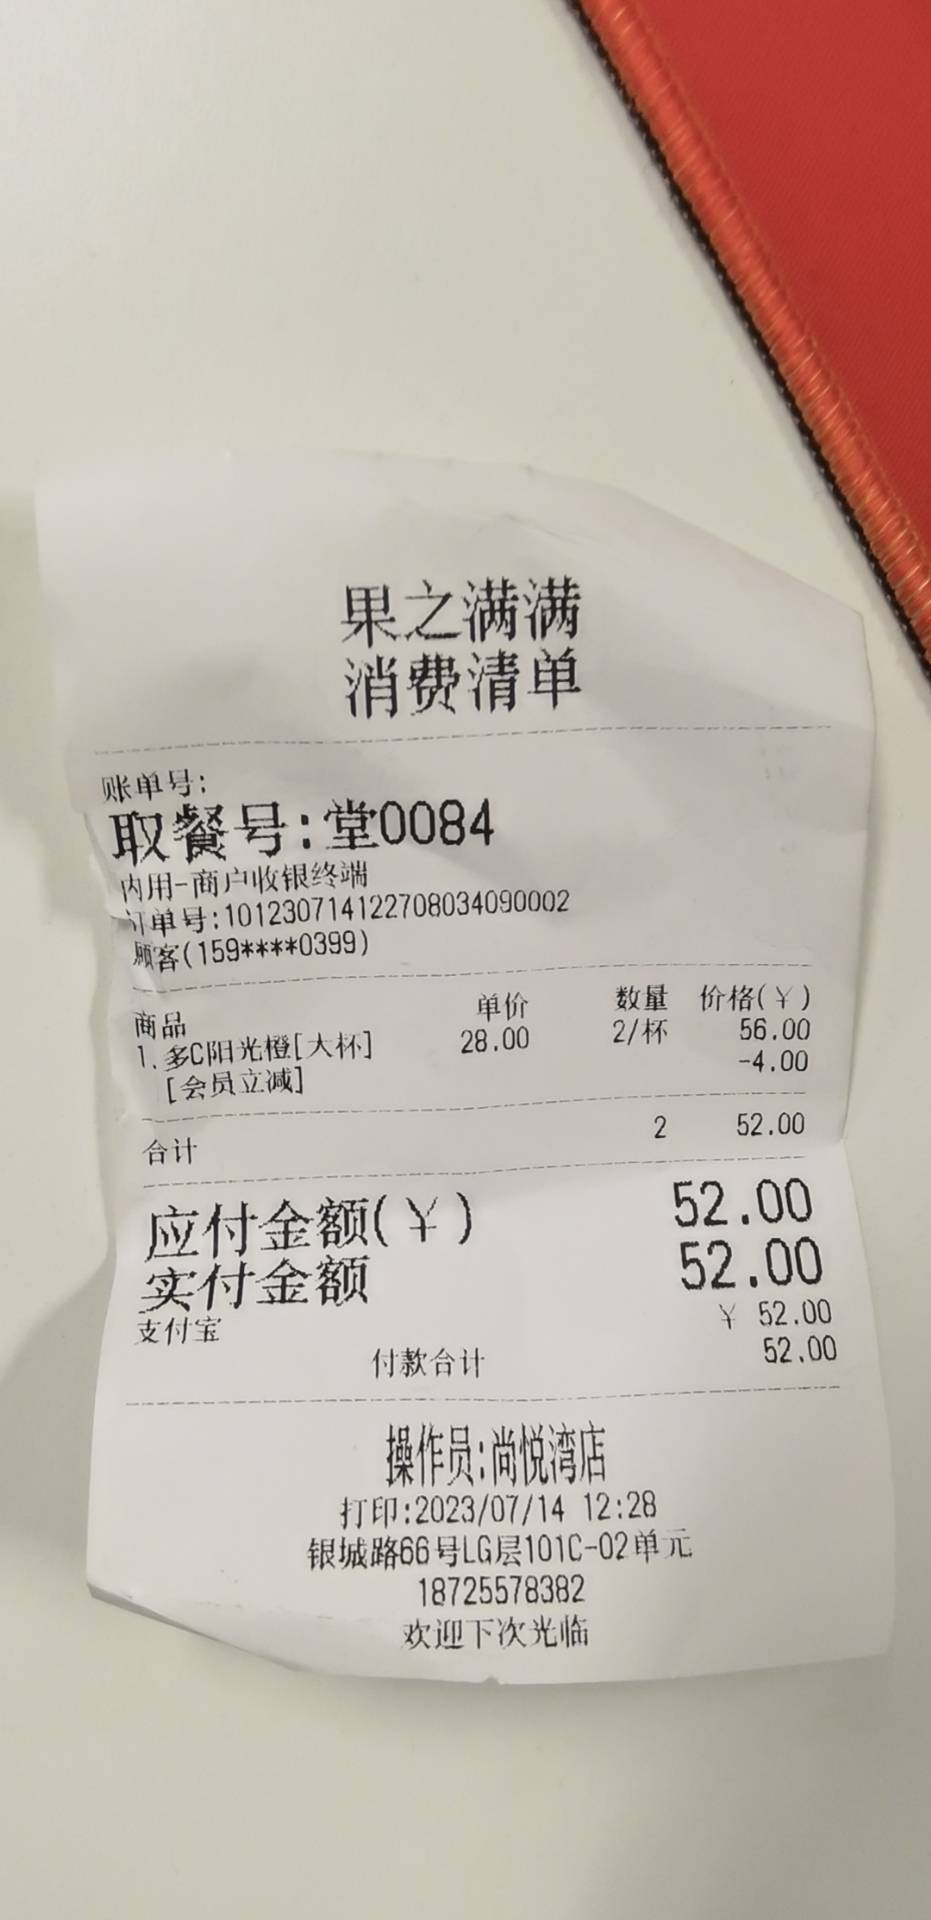 果之满满
消费清单
账单号:
取餐号:堂0084
内用-商户收银终端
订单号:101230714122708034090002
顾客(159****0399)
商品 单价 数量 价格(¥)
1.多C阳光橙[大杯] 28.00 2/杯 56.00
[会员立减] -4.00
合计 2 52.00
应付金额(¥) 52.00
实付金额 52.00
支付宝 ¥ 52.00
付款合计 52.00
操作员:尚悦湾店
打印:2023/07/14 12:28
银城路66号LG层101C-02单元
18725578382
欢迎下次光临